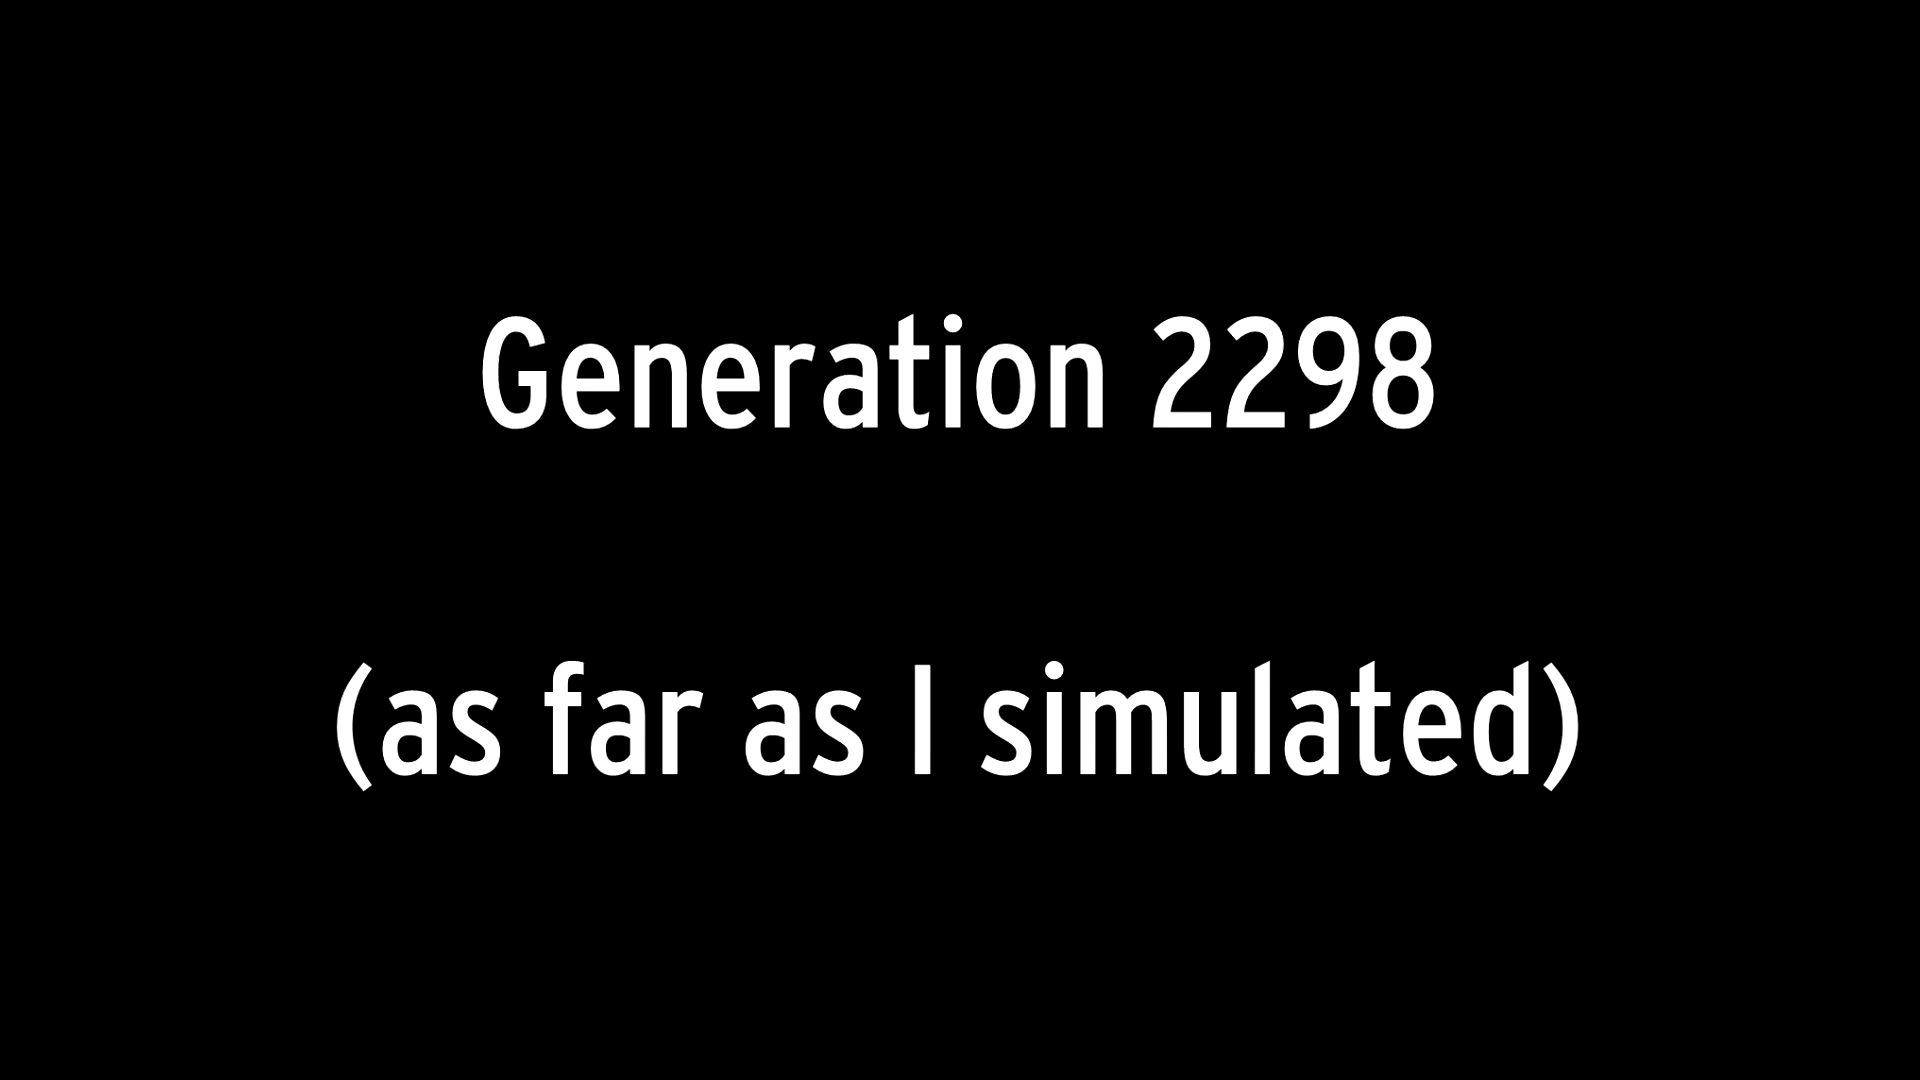 Generation 2298
(as far as I simulated)